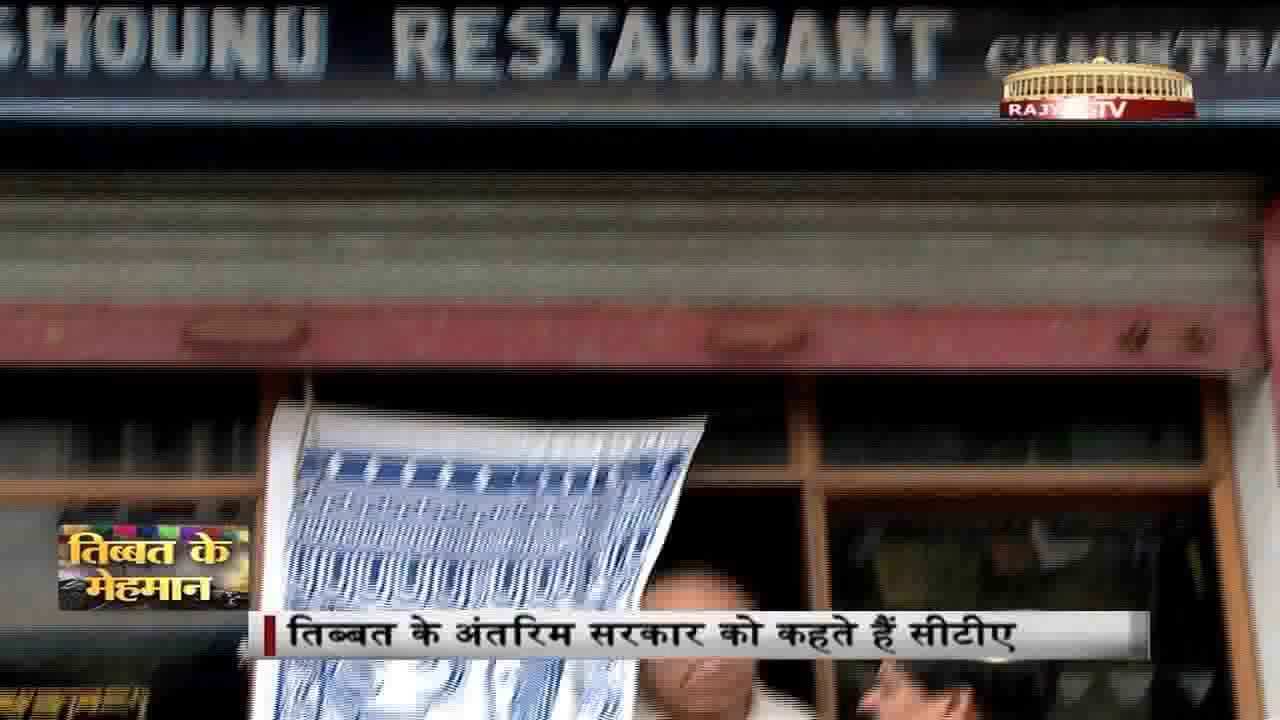 SHOUNU RESTAURANT
RAJYA TV
तिब्बत के
मेहमान
तिब्बत के अंतरिम सरकार को कहते हैं सीटीए